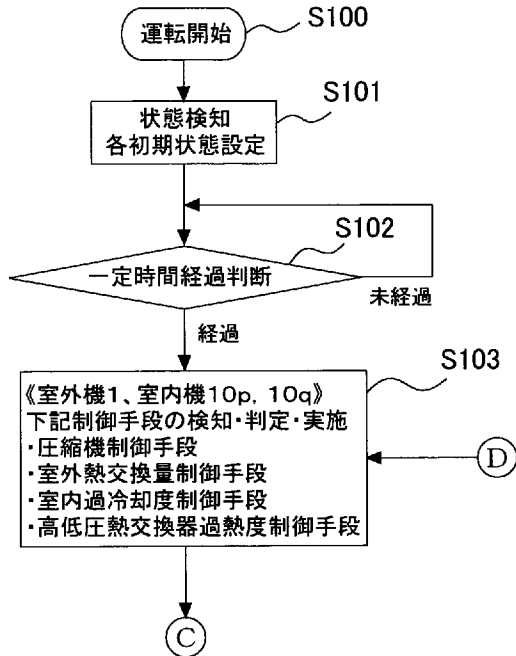 運転開始
S100
状態検知
各初期状態設定
S101
一定時間経過判断
S102
未経過
経過
S103
《室外機1、室内機10p, 10q》
下記制御手段の検知・判定・実施
・圧縮機制御手段
・室外熱交換量制御手段
・室内過冷却度制御手段
・高低圧熱交換器過熱度制御手段
D
C